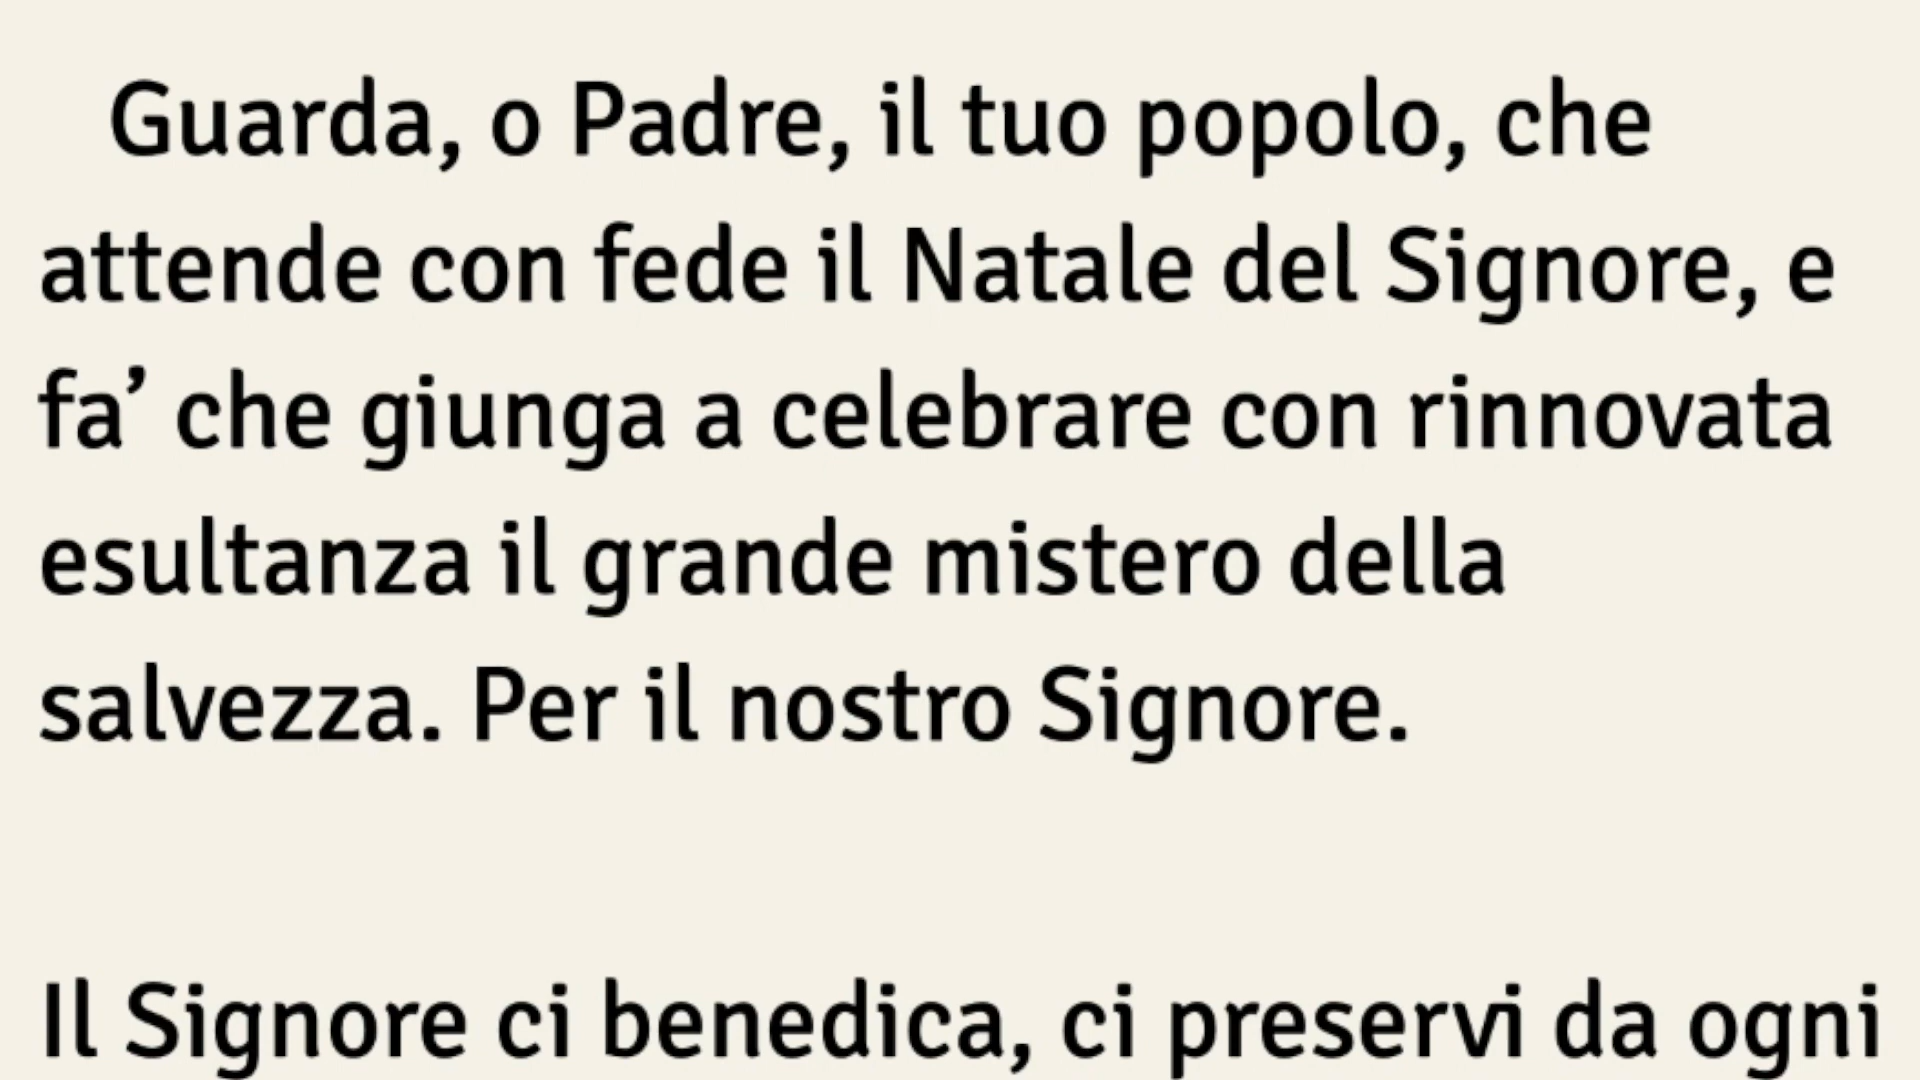 Guarda, o Padre, il tuo popolo, che
attende con fede il Natale del Signore, e
fa’ che giunga a celebrare con rinnovata
esultanza il grande mistero della
salvezza. Per il nostro Signore.
Il Signore ci benedica, ci preservi da ogni